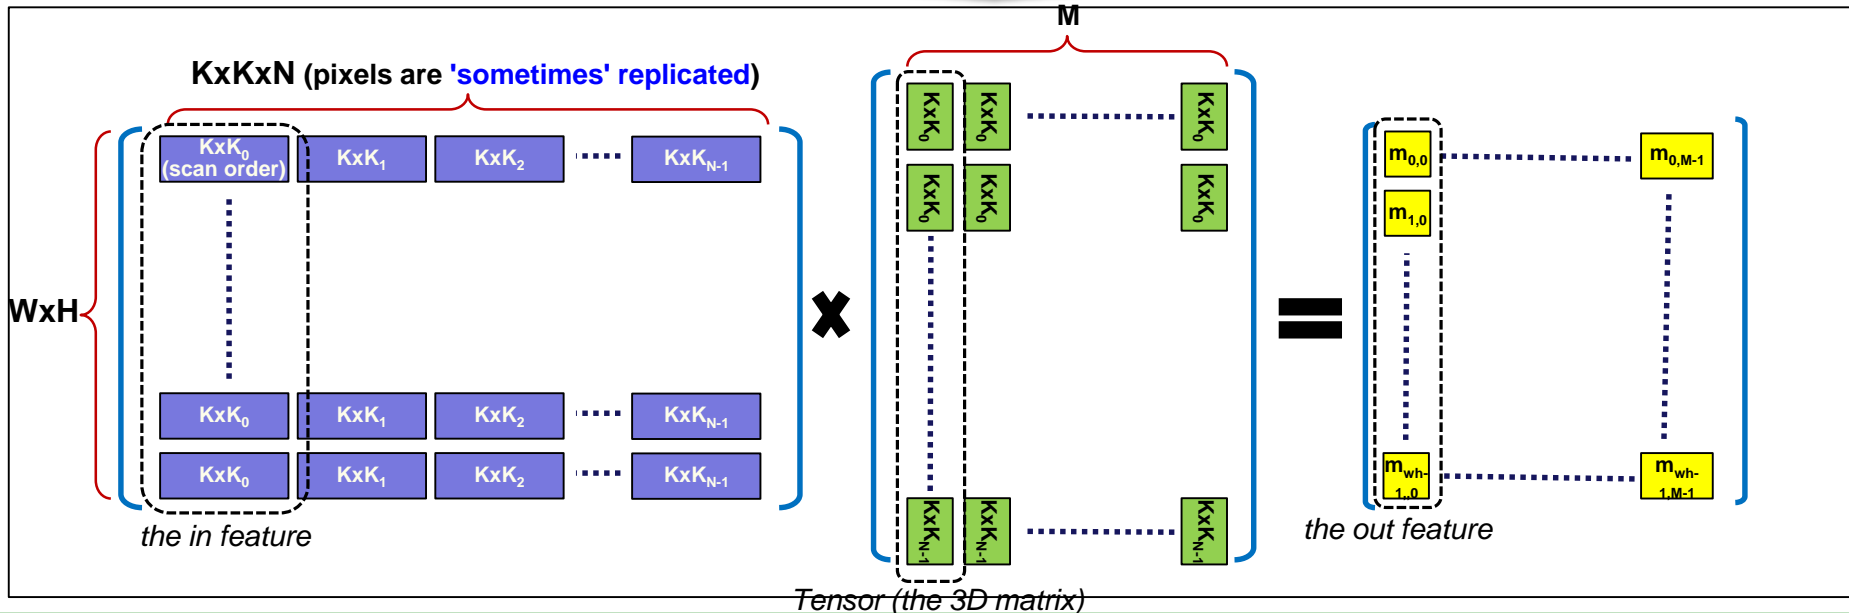 M
KxKxN (pixels are 'sometimes' replicated)
WxH
KxK0
(scan order)
KxK1
KxK2
KxKN-1
KxK0
KxK1
KxK2
KxKN-1
KxK0
KxK1
KxK2
KxKN-1
the in feature
KxK0
KxK0
KxK0
KxK0
KxK0
KxK0
KxKN-1
KxKN-1
KxKN-1
Tensor (the 3D matrix)
m0,0
m0,M-1
m1,0
mwh-
1,,0
mwh-
1,M-1
the out feature